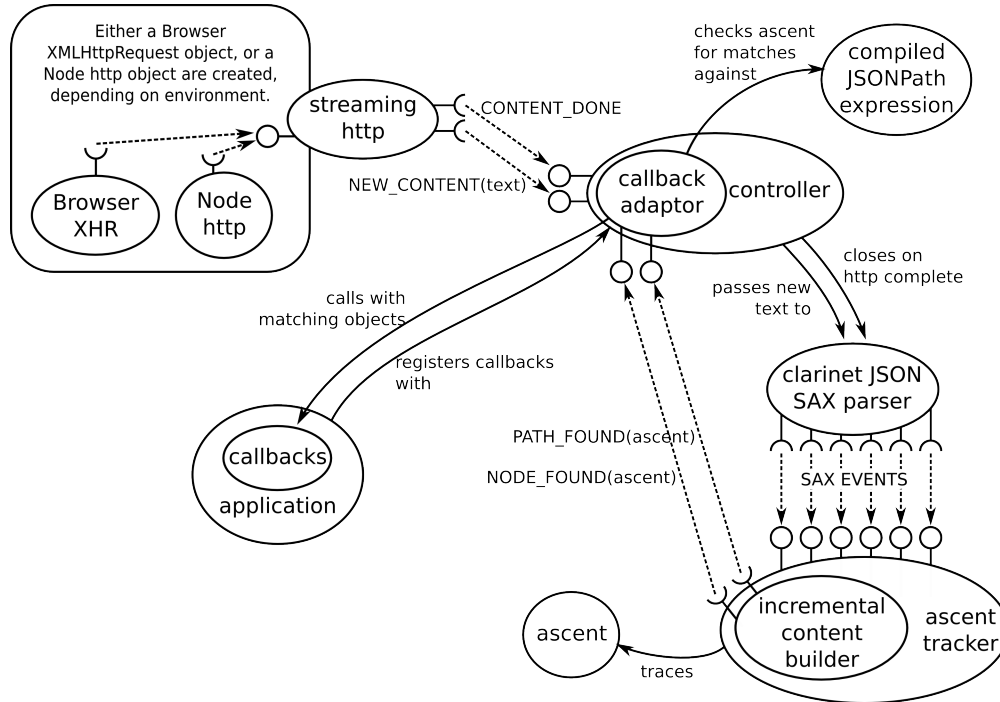 Either a Browser
XMLHttpRequest object, or a
Node http object are created,
depending on environment.
streaming
http
Browser
XHR
Node
http
CONTENT_DONE
NEW_CONTENT(text)
checks ascent
for matches
against
compiled
JSONPath
expression
callback
adaptor
controller
closes on
http complete
passes new
text to
calls with
matching objects
registers callbacks
with
clarinet JSON
SAX parser
callbacks
application
PATH_FOUND(ascent)
NODE_FOUND(ascent)
SAX EVENTS
incremental
content
builder
ascent
tracker
ascent
traces